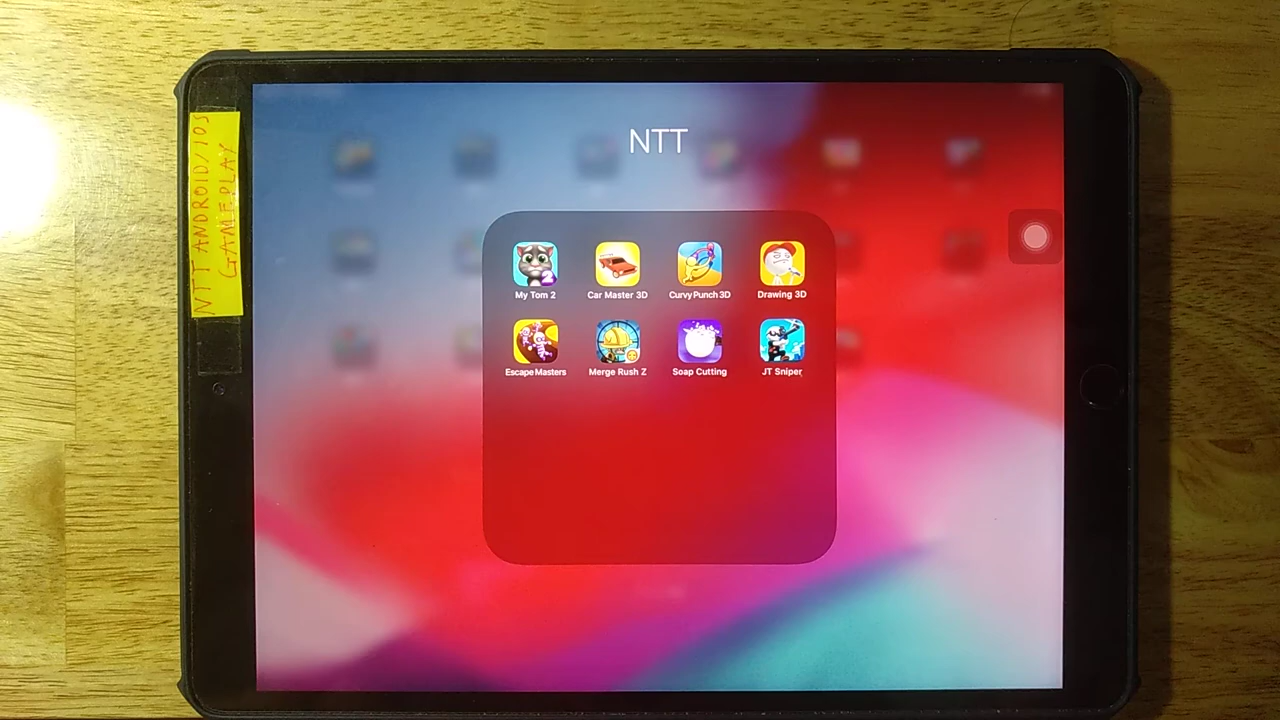 NTT ANDROID/IOS
GAMEPLAY
NTT
My Tom 2
Car Master 3D
Curvy Punch 3D
Drawing 3D
Escape Masters
Merge Rush Z
Soap Cutting
JT Sniper